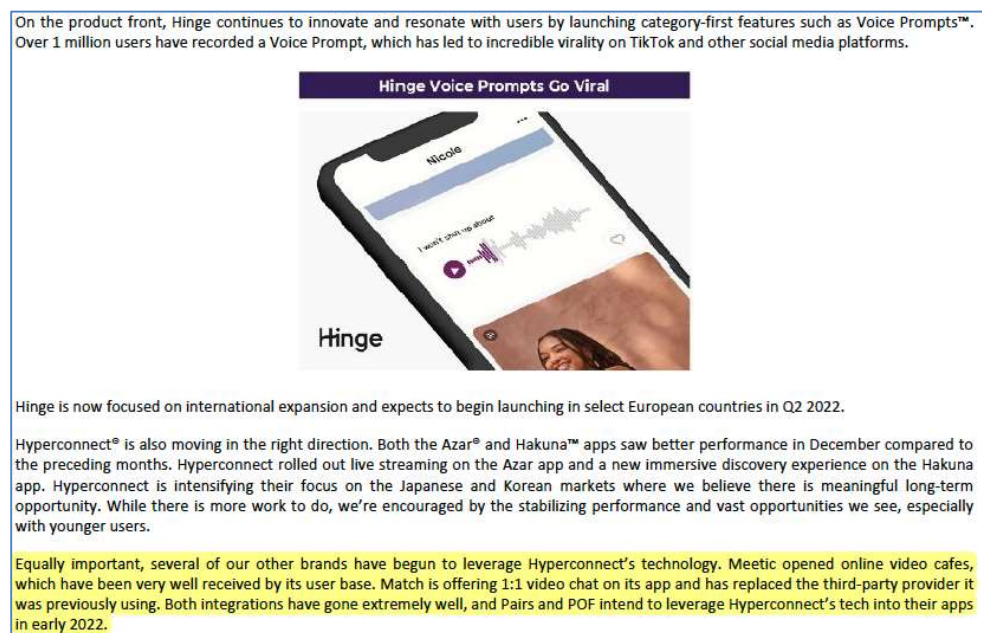 On the product front, Hinge continues to innovate and resonate with users by launching category-first features such as Voice Prompts™.
Over 1 million users have recorded a Voice Prompt, which has led to incredible virality on TikTok and other social media platforms.
Hinge Voice Prompts Go Viral
Nicole
I won't shut up about
Hinge
Hinge is now focused on international expansion and expects to begin launching in select European countries in Q2 2022.
Hyperconnect® is also moving in the right direction. Both the Azar® and Hakuna™ apps saw better performance in December compared to
the preceding months. Hyperconnect rolled out live streaming on the Azar app and a new immersive discovery experience on the Hakuna
app. Hyperconnect is intensifying their focus on the Japanese and Korean markets where we believe there is meaningful long-term
opportunity. While there is more work to do, we're encouraged by the stabilizing performance and vast opportunities we see, especially
with younger users.
Equally important, several of our other brands have begun to leverage Hyperconnect's technology. Meetic opened online video cafes,
which have been very well received by its user base. Match is offering 1:1 video chat on its app and has replaced the third-party provider it
was previously using. Both integrations have gone extremely well, and Pairs and POF intend to leverage Hyperconnect's tech into their apps
in early 2022.